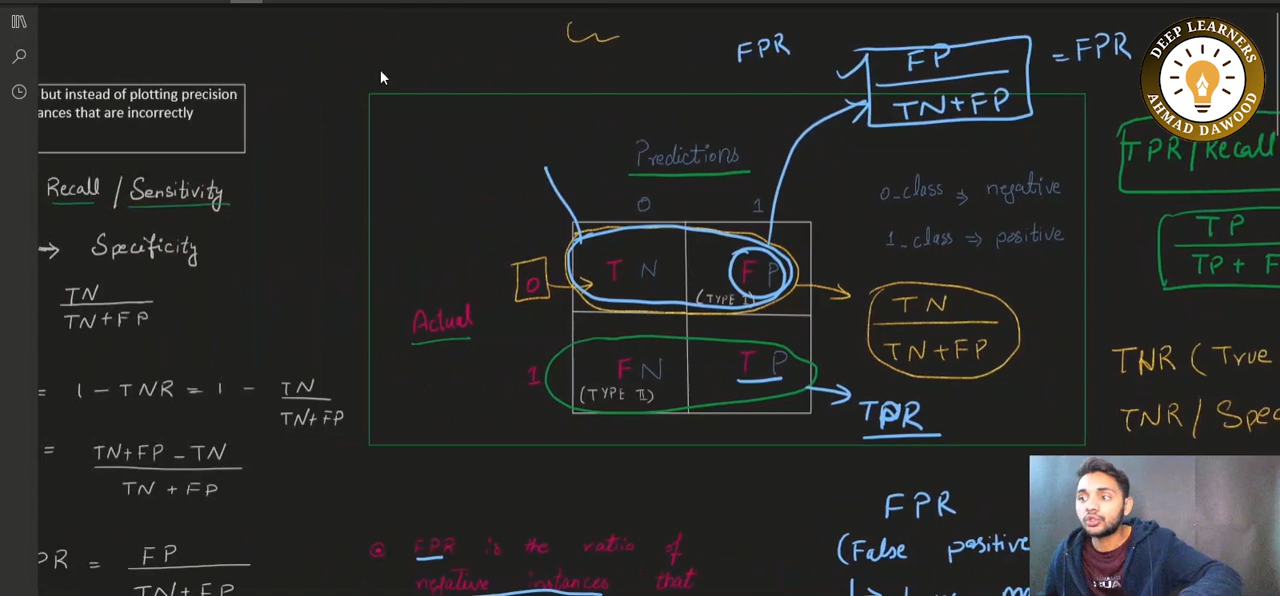 but instead of plotting precision
ances that are incorrectly
Recall / Sensitivity
→ Specificity
TN
TN+FP
= 1 - TNR = 1 - TN
TN+FP
= TN+FP - TN
TN + FP
PR = FP
TN+FP
FPR
FP
TN+FP
= FPR
Predictions
0 1
0_class ⇒ negative
1_class ⇒ positive
Actual
0 TN FP
(TYPE I)
1 FN TP
(TYPE II)
TN
TN+FP
TPR
FPR is the ratio of
negative instances that
FPR
(False positive
DEEP LEARNERS
AHMAD DAWOOD
TPR/Recall
TP
TP + F
TNR (True
TNR / Spec